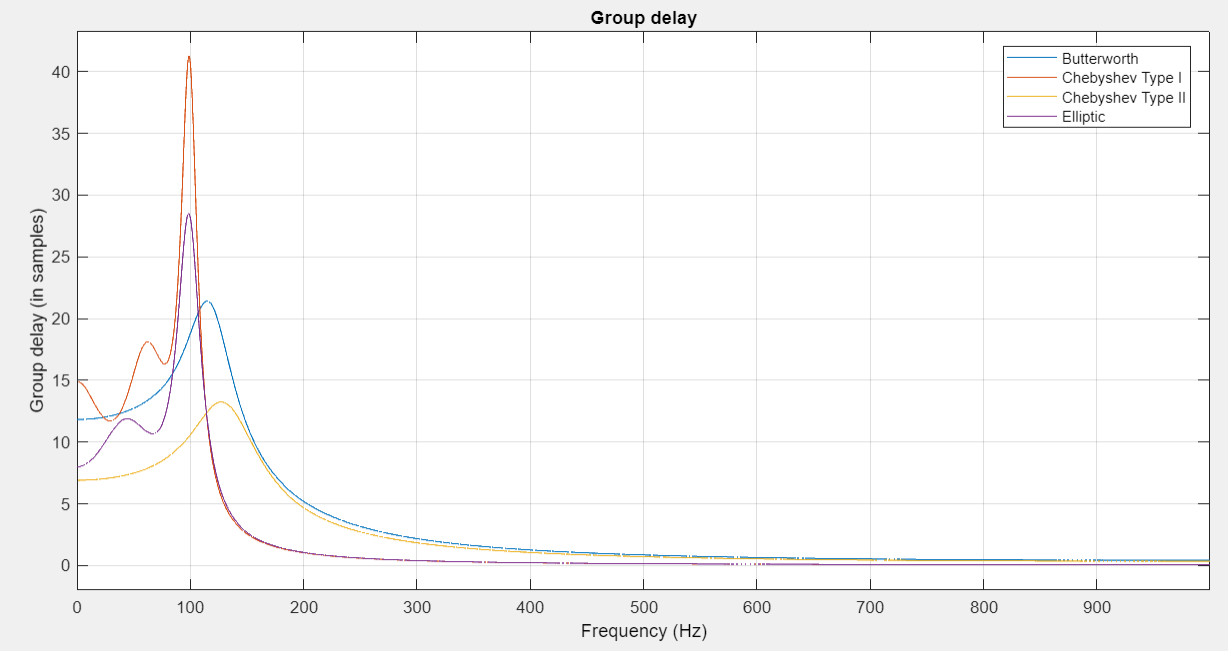 Group delay
Butterworth
Chebyshev Type I
Chebyshev Type II
Elliptic
Group delay (in samples)
40
35
30
25
20
15
10
5
0
0 100 200 300 400 500 600 700 800 900
Frequency (Hz)